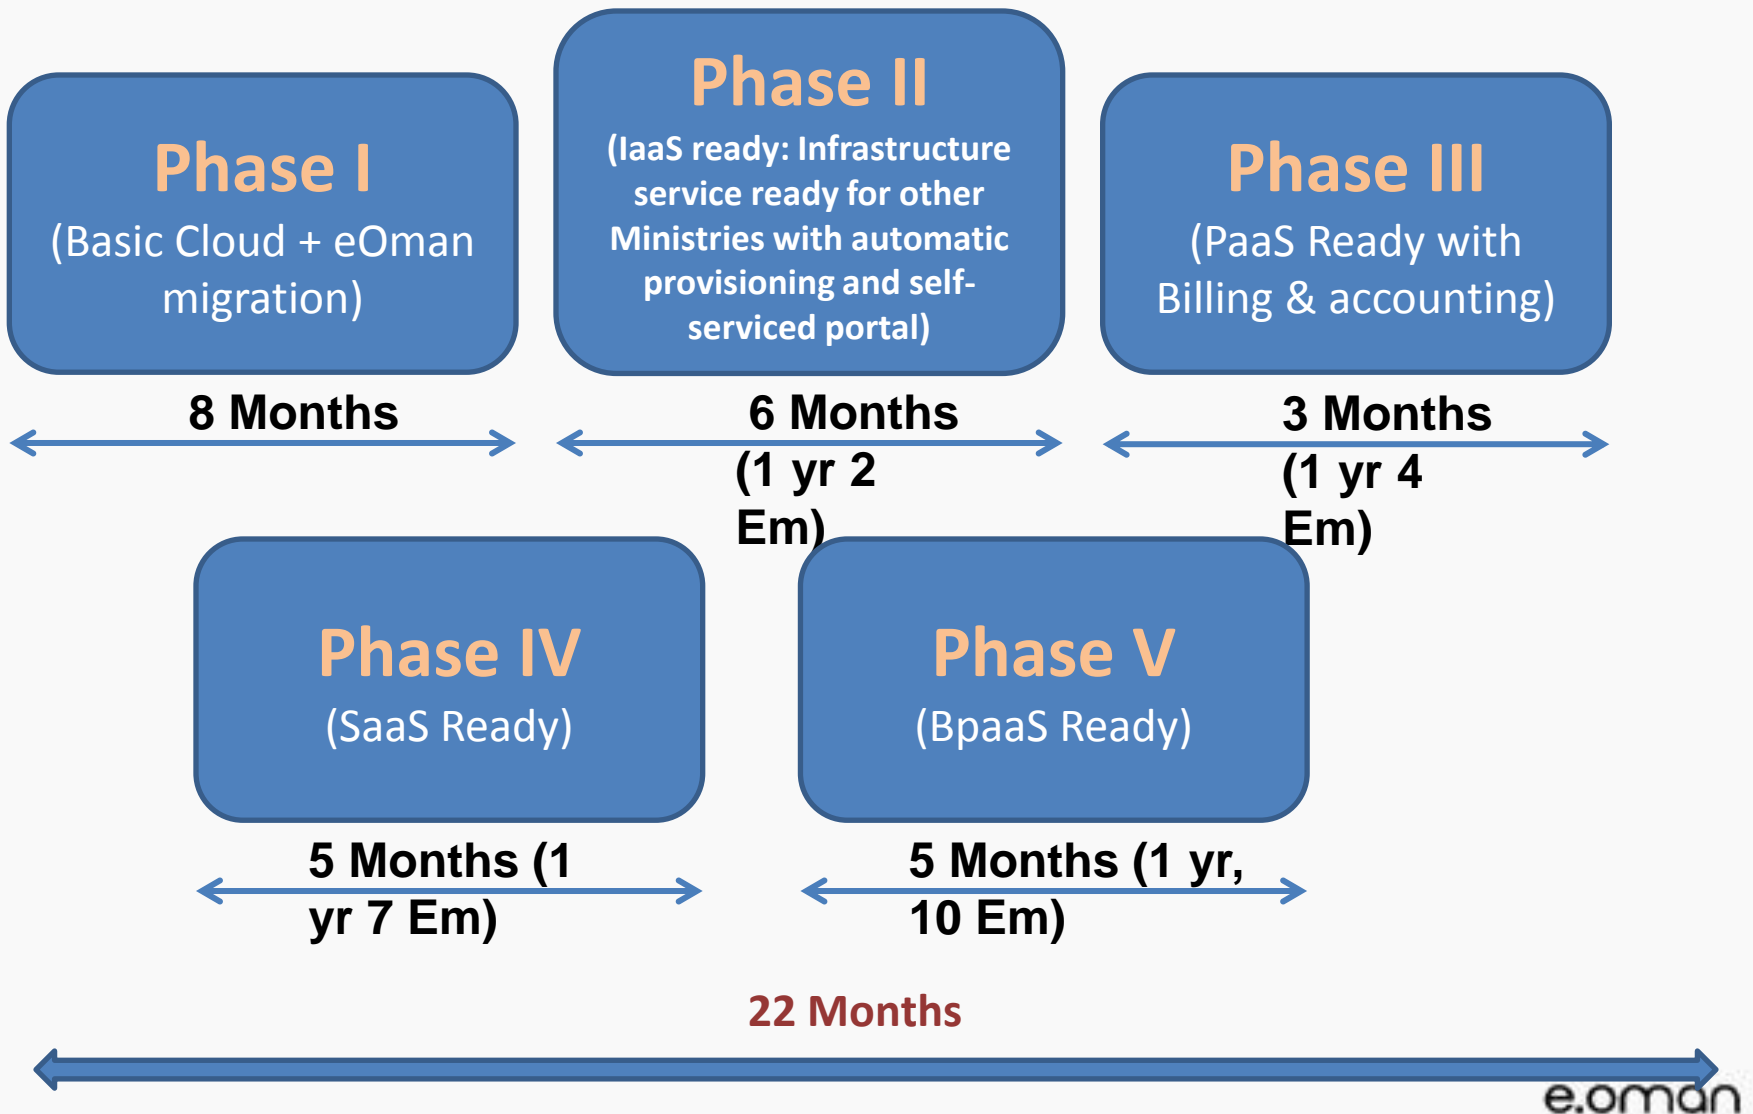 Phase I
(Basic Cloud + eOman
migration)
8 Months
Phase II
(IaaS ready: Infrastructure
service ready for other
Ministries with automatic
provisioning and self-
serviced portal)
6 Months
(1 yr 2
Em)
Phase III
(PaaS Ready with
Billing & accounting)
3 Months
(1 yr 4
Em)
Phase IV
(SaaS Ready)
5 Months (1
yr 7 Em)
Phase V
(BpaaS Ready)
5 Months (1 yr,
10 Em)
22 Months
e.oman